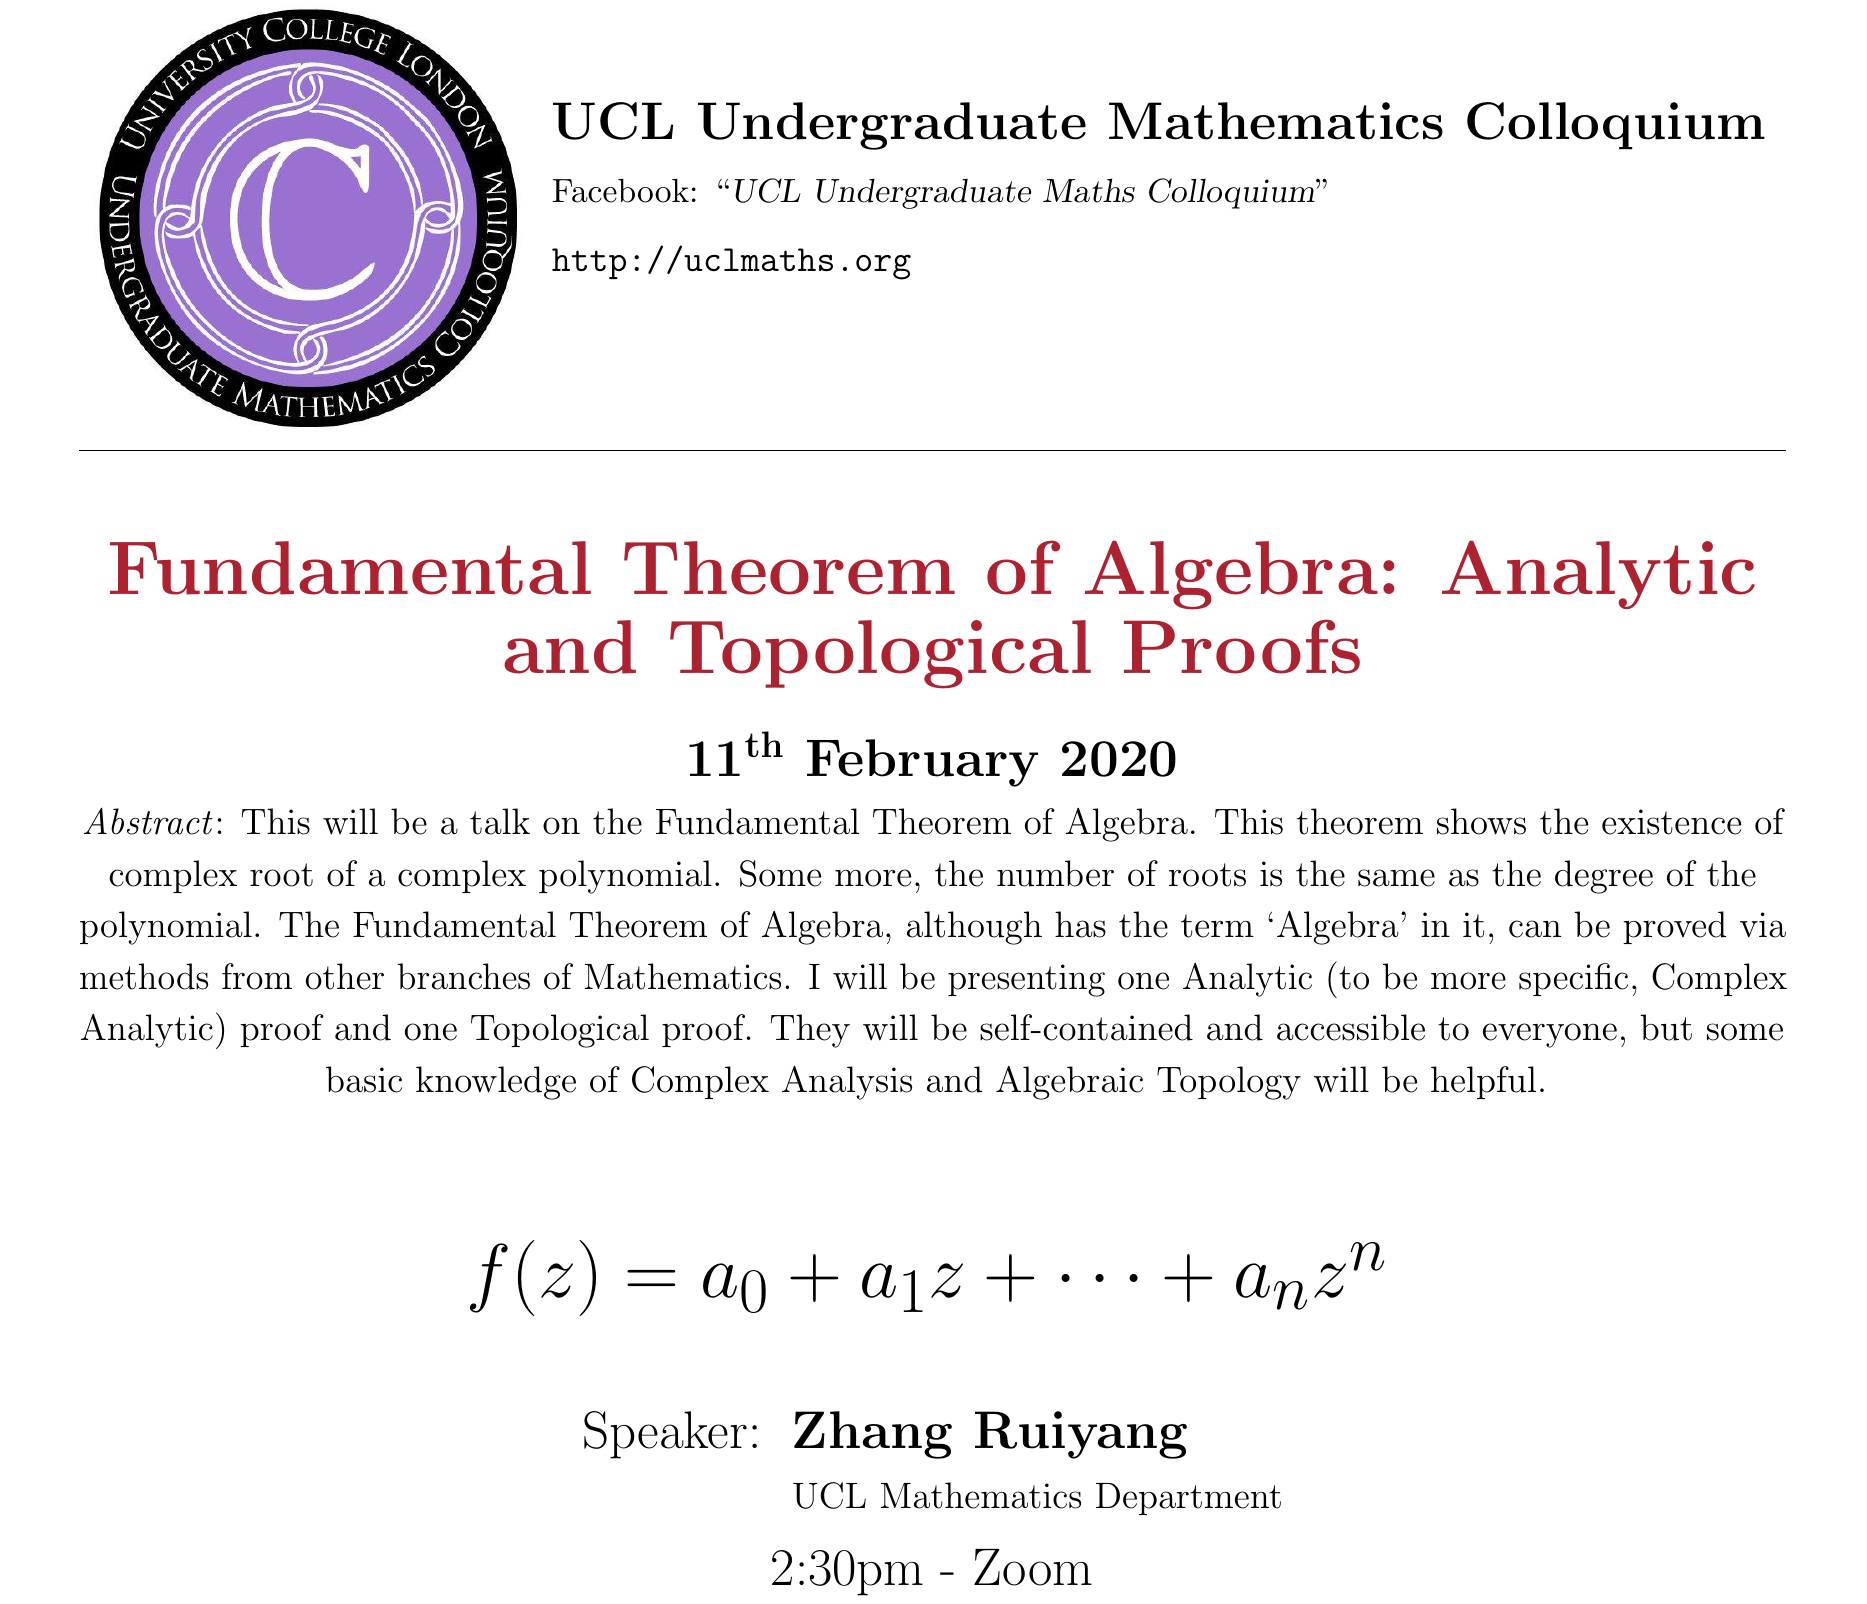 University College London
Undergraduate Mathematics Colloquium
C
UCL Undergraduate Mathematics Colloquium
Facebook: “UCL Undergraduate Maths Colloquium”
http://uclmaths.org
Fundamental Theorem of Algebra: Analytic
and Topological Proofs
11th February 2020
Abstract: This will be a talk on the Fundamental Theorem of Algebra. This theorem shows the existence of
complex root of a complex polynomial. Some more, the number of roots is the same as the degree of the
polynomial. The Fundamental Theorem of Algebra, although has the term ‘Algebra’ in it, can be proved via
methods from other branches of Mathematics. I will be presenting one Analytic (to be more specific, Complex
Analytic) proof and one Topological proof. They will be self-contained and accessible to everyone, but some
basic knowledge of Complex Analysis and Algebraic Topology will be helpful.
f(z) = a₀ + a₁z + ··· + aₙzⁿ
Speaker: Zhang Ruiyang
UCL Mathematics Department
2:30pm - Zoom